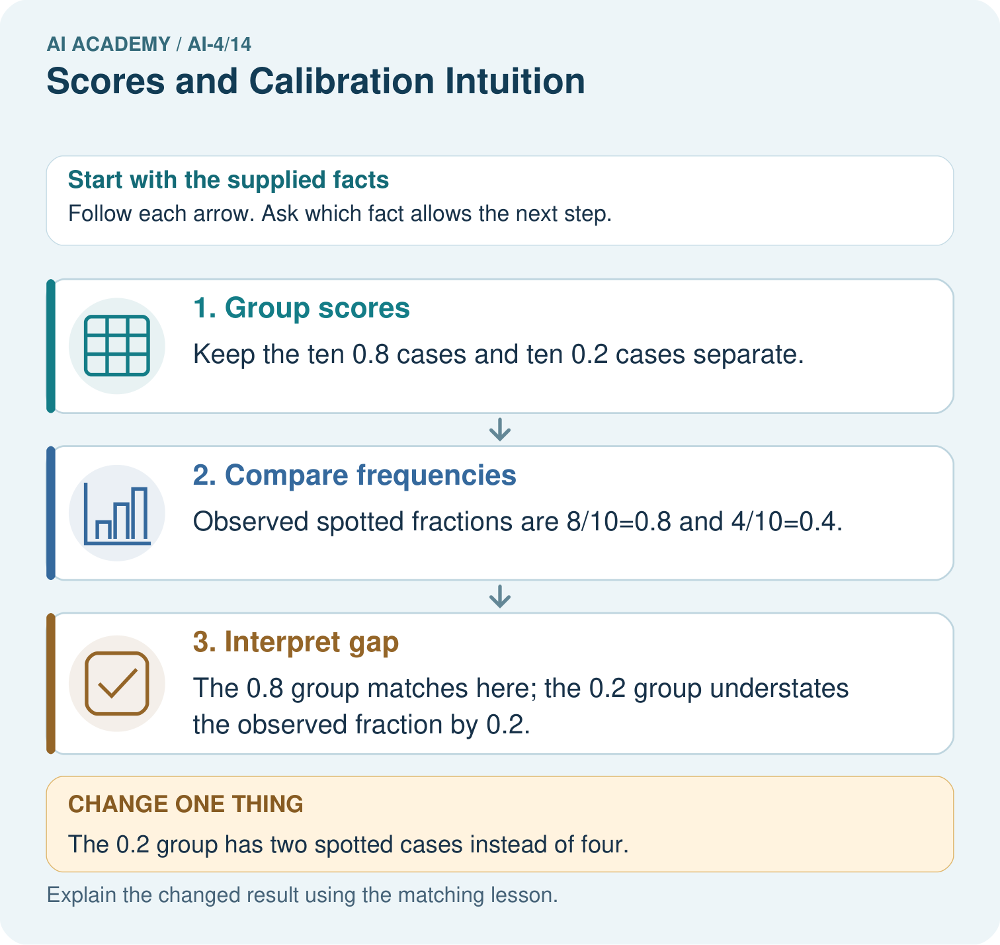 AI ACADEMY / AI-4/14
Scores and Calibration Intuition
Start with the supplied facts
Follow each arrow. Ask which fact allows the next step.
1. Group scores
Keep the ten 0.8 cases and ten 0.2 cases separate.
2. Compare frequencies
Observed spotted fractions are 8/10=0.8 and 4/10=0.4.
3. Interpret gap
The 0.8 group matches here; the 0.2 group understates
the observed fraction by 0.2.
CHANGE ONE THING
The 0.2 group has two spotted cases instead of four.
Explain the changed result using the matching lesson.